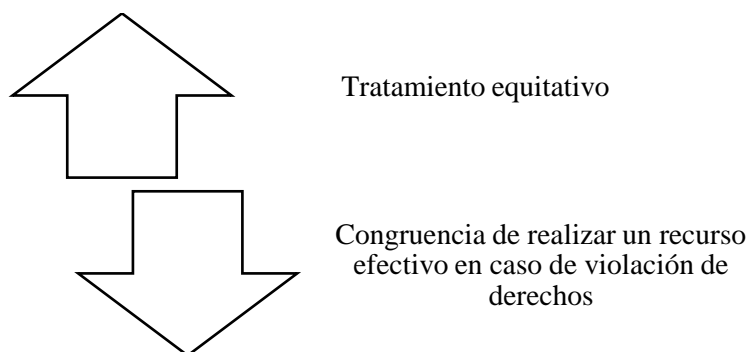 Tratamiento equitativo
Congruencia de realizar un recurso
efectivo en caso de violación de
derechos